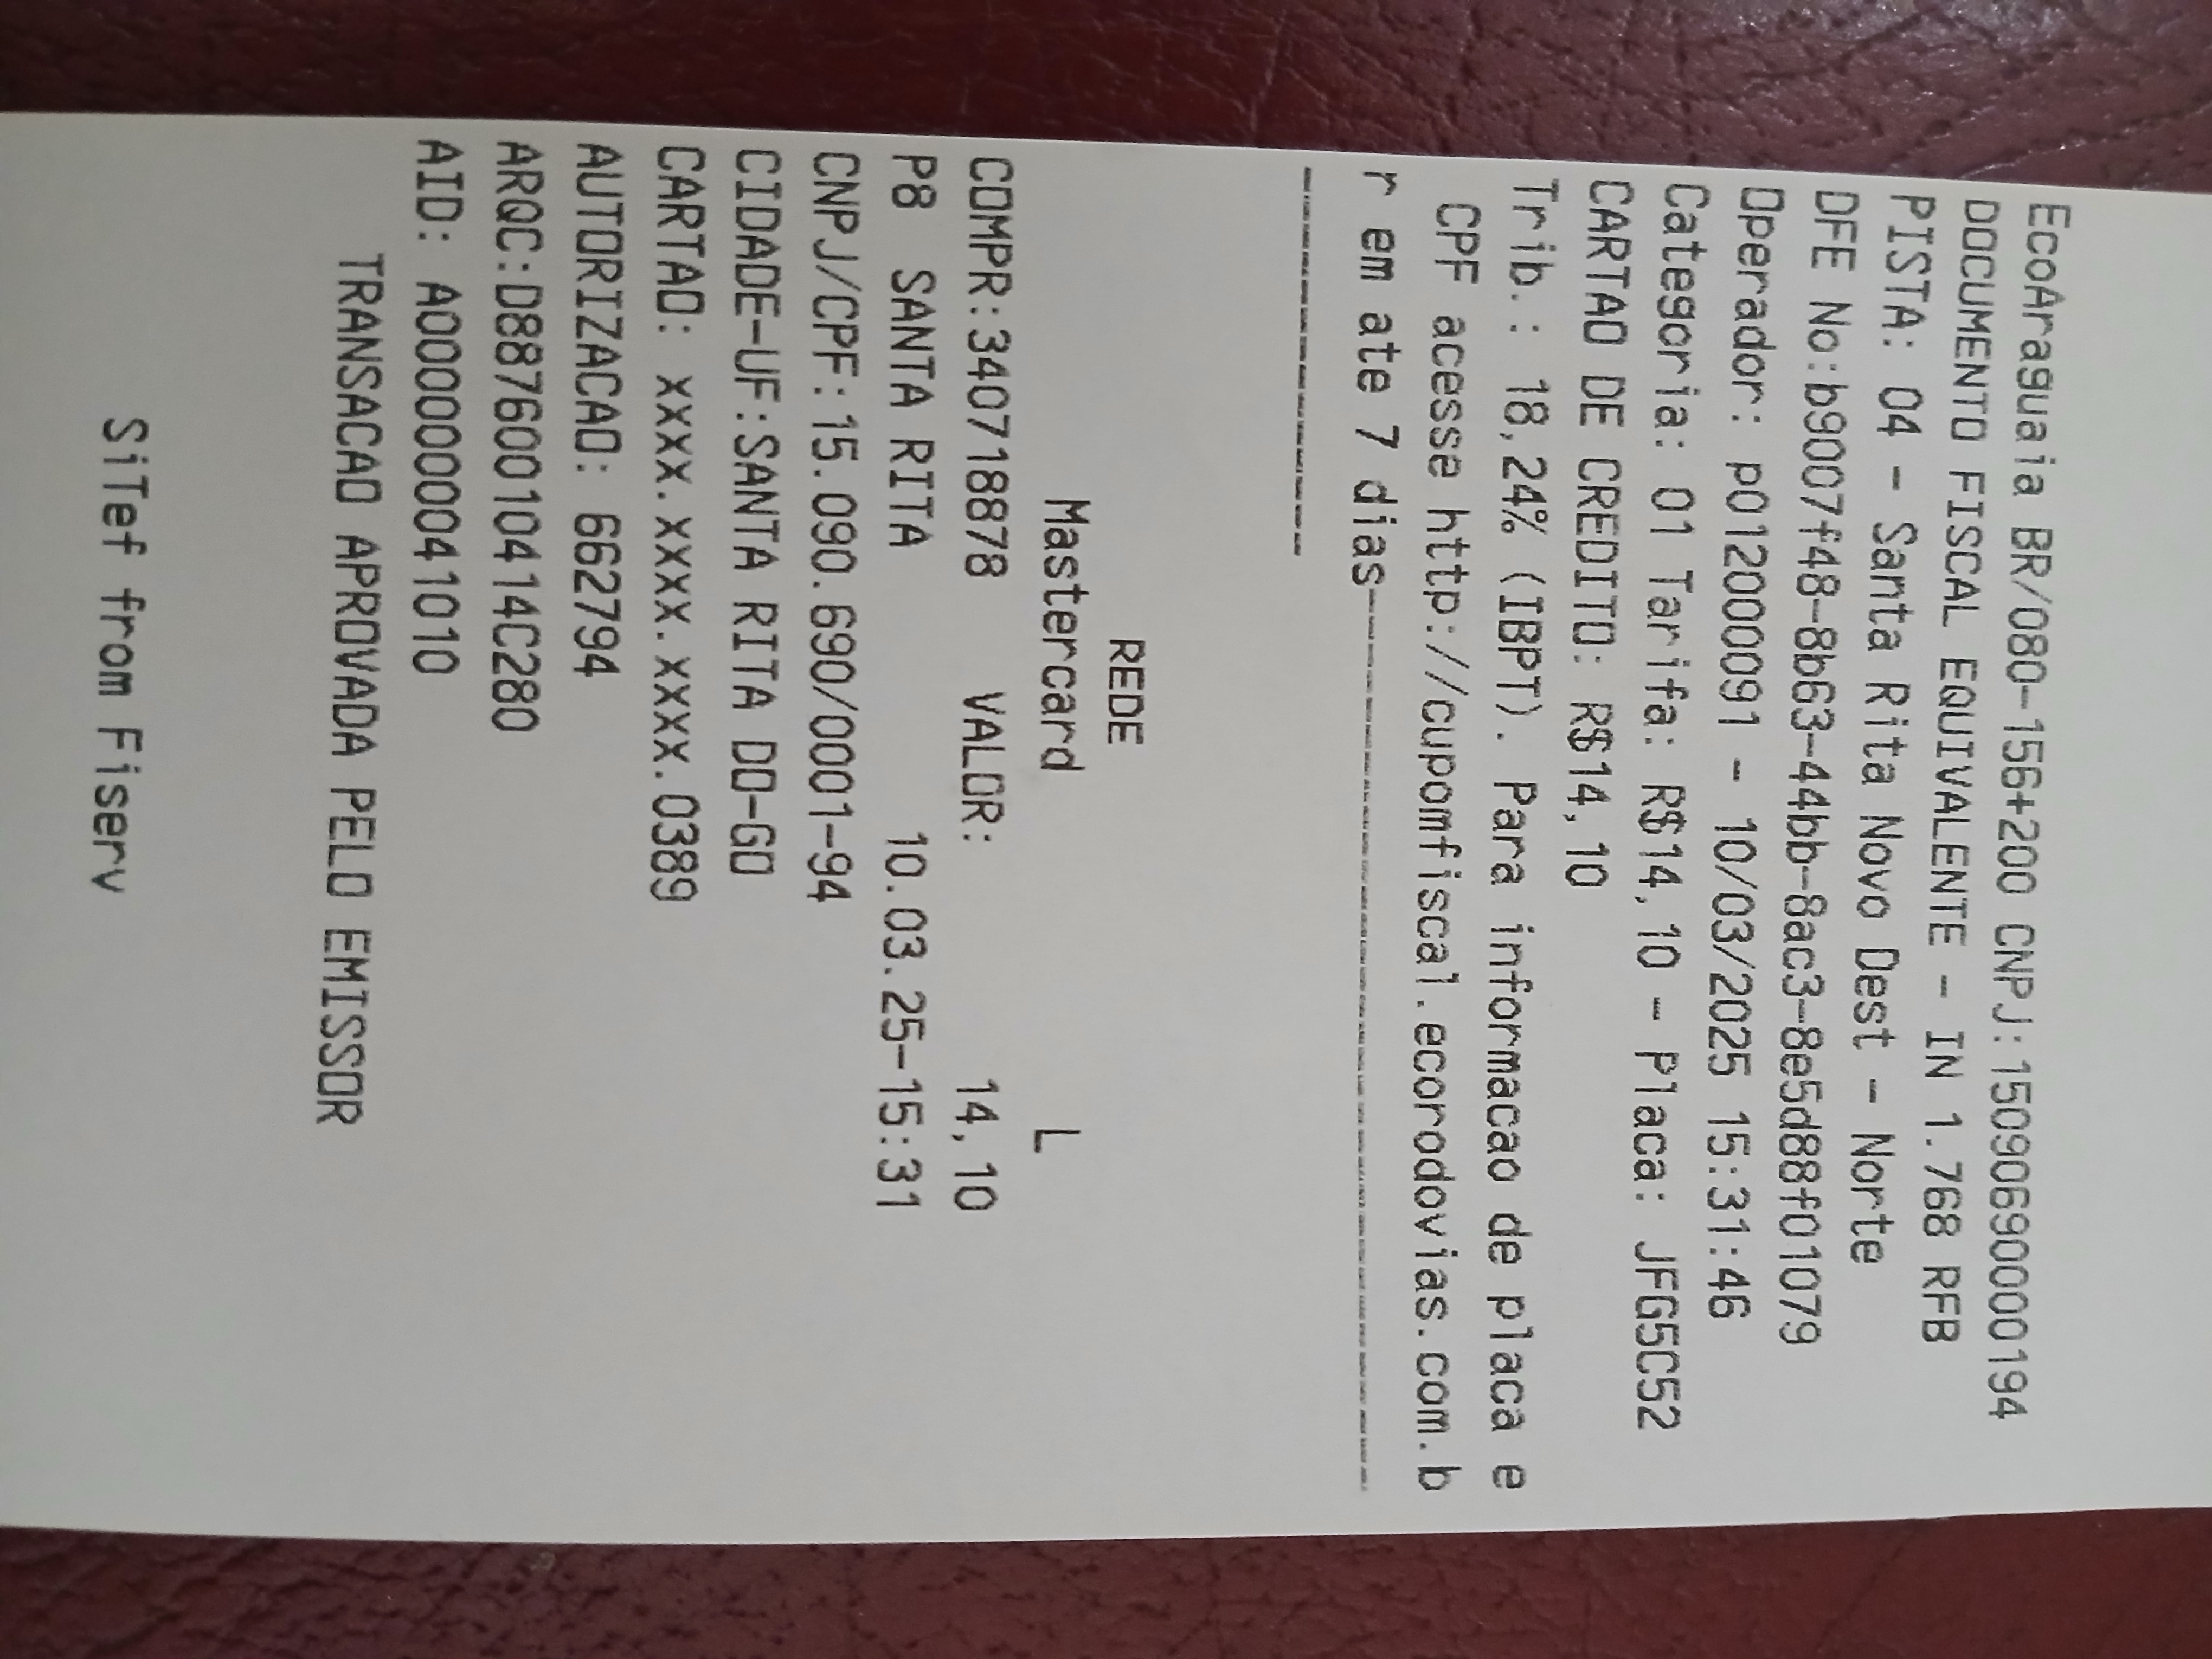 EcoAraguaia BR/080-156+200 CNPJ:15090690000194
DOCUMENTO FISCAL EQUIVALENTE - IN 1.768 RFB
PISTA: 04 - Santa Rita Novo Dest - Norte
DFE No:b9007f48-8b63-44bb-8ac3-8e5d88f01079
Operador: p012000091 - 10/03/2025 15:31:46
Categoria: 01 Tarifa: R$14,10 - Placa: JFG5C52
CARTAO DE CREDITO: R$14,10
Trib.: 18,24% (IBPT). Para informacao de placa e
CPF acesse http://cupomfiscal.ecorodovias.com.b
r em ate 7 dias------------------------------
---------------
REDE
Mastercard L
COMPR:340718878 VALOR: 14,10
P8 SANTA RITA 10.03.25-15:31
CNPJ/CPF:15.090.690/0001-94
CIDADE-UF:SANTA RITA DO-GO
CARTAO: xxxx.xxxx.xxxx.0389
AUTORIZACAO: 662794
ARQC:D88760010414C280
AID: A0000000041010
TRANSACAO APROVADA PELO EMISSOR
SiTef from Fiserv